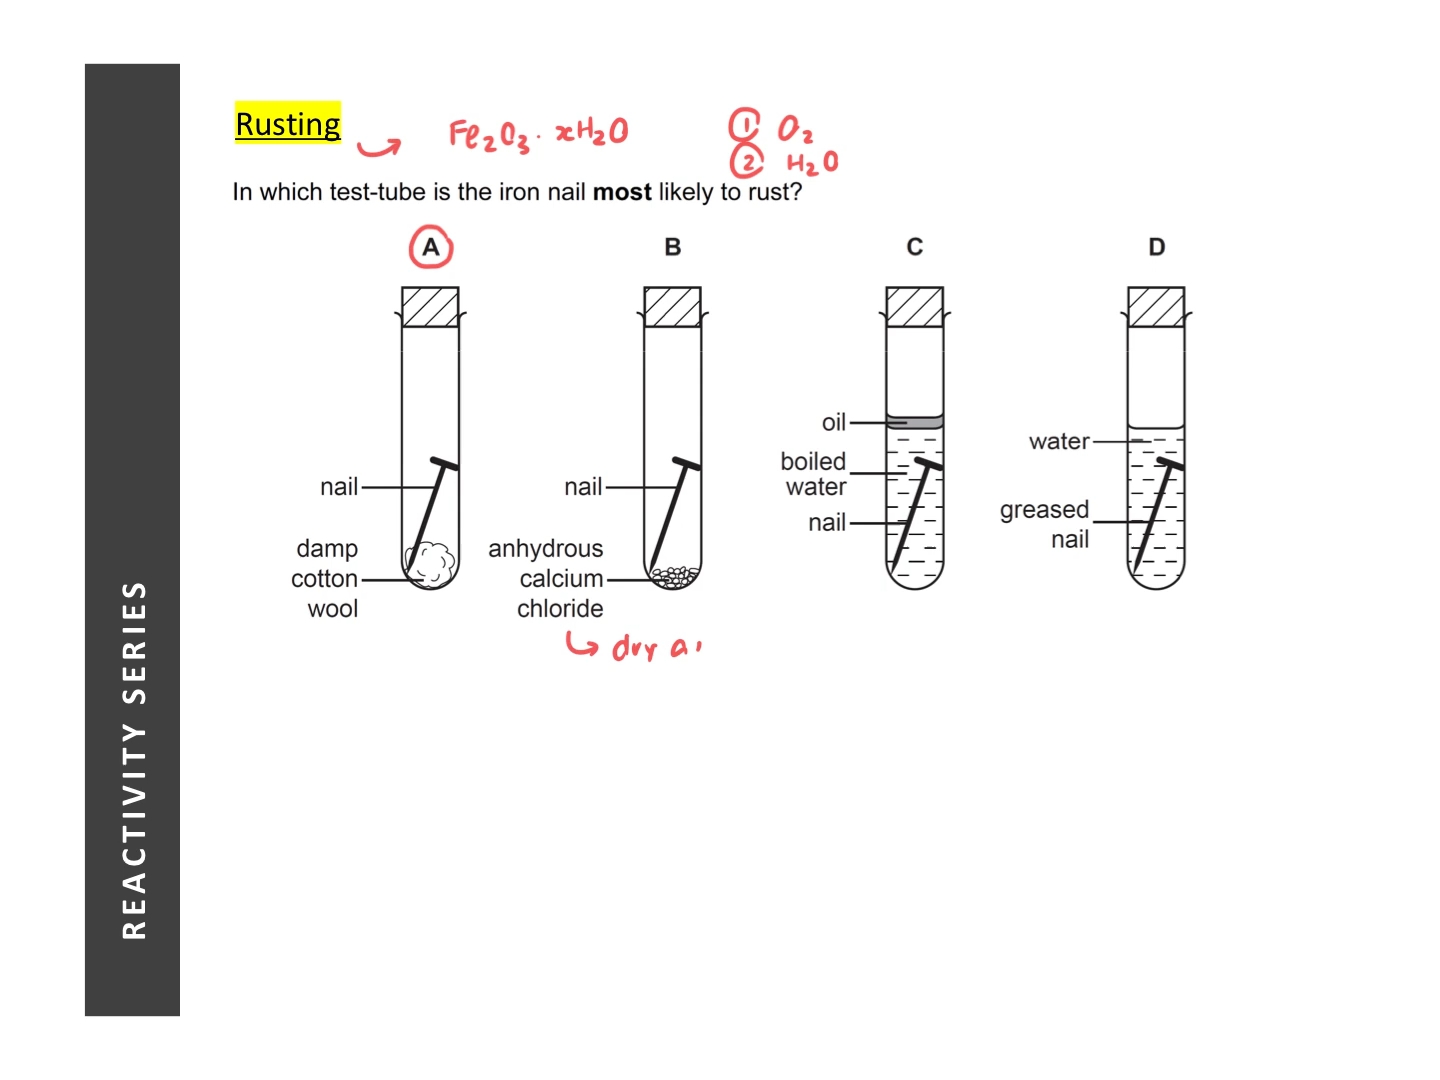 Rusting
Fe₂O₃ · xH₂O
① O₂
② H₂O
In which test-tube is the iron nail most likely to rust?
A B C D
nail
damp
cotton
wool
nail
anhydrous
calcium
chloride
dry
oil
boiled
water
nail
water
greased
nail
REACTIVITY SERIES